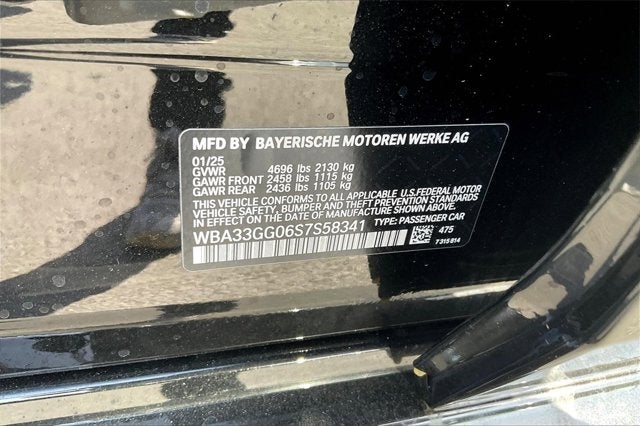 MFD BY BAYERISCHE MOTOREN WERKE AG
01/25
GVWR 4696 lbs 2130 kg
GAWR FRONT 2458 lbs 1115 kg
GAWR REAR 2436 lbs 1105 kg
THIS VEHICLE CONFORMS TO ALL APPLICABLE U.S.FEDERAL MOTOR
VEHICLE SAFETY, BUMPER AND THEFT PREVENTION STANDARDS
IN EFFECT ON THE DATE OF MANUFACTURE SHOWN ABOVE.
WBA33GG06S7S58341 TYPE: PASSENGER CAR
475
7 315 814